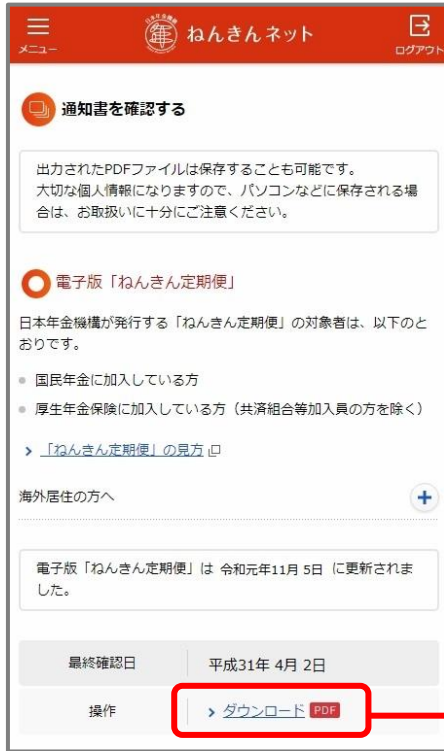 メニュー
年
ねんきんネット
ログアウト
通知書を確認する
出力されたPDFファイルは保存することも可能です。
大切な個人情報になりますので、パソコンなどに保存される場
合は、お取扱いに十分にご注意ください。
電子版「ねんきん定期便」
日本年金機構が発行する「ねんきん定期便」の対象者は、以下のと
おりです。
国民年金に加入している方
厚生年金保険に加入している方（共済組合等加入員の方を除く）
「ねんきん定期便」の見方
海外居住の方へ
電子版「ねんきん定期便」は 令和元年11月 5日 に更新されま
した。
最終確認日 平成31年 4月 2日
操作 ダウンロード PDF